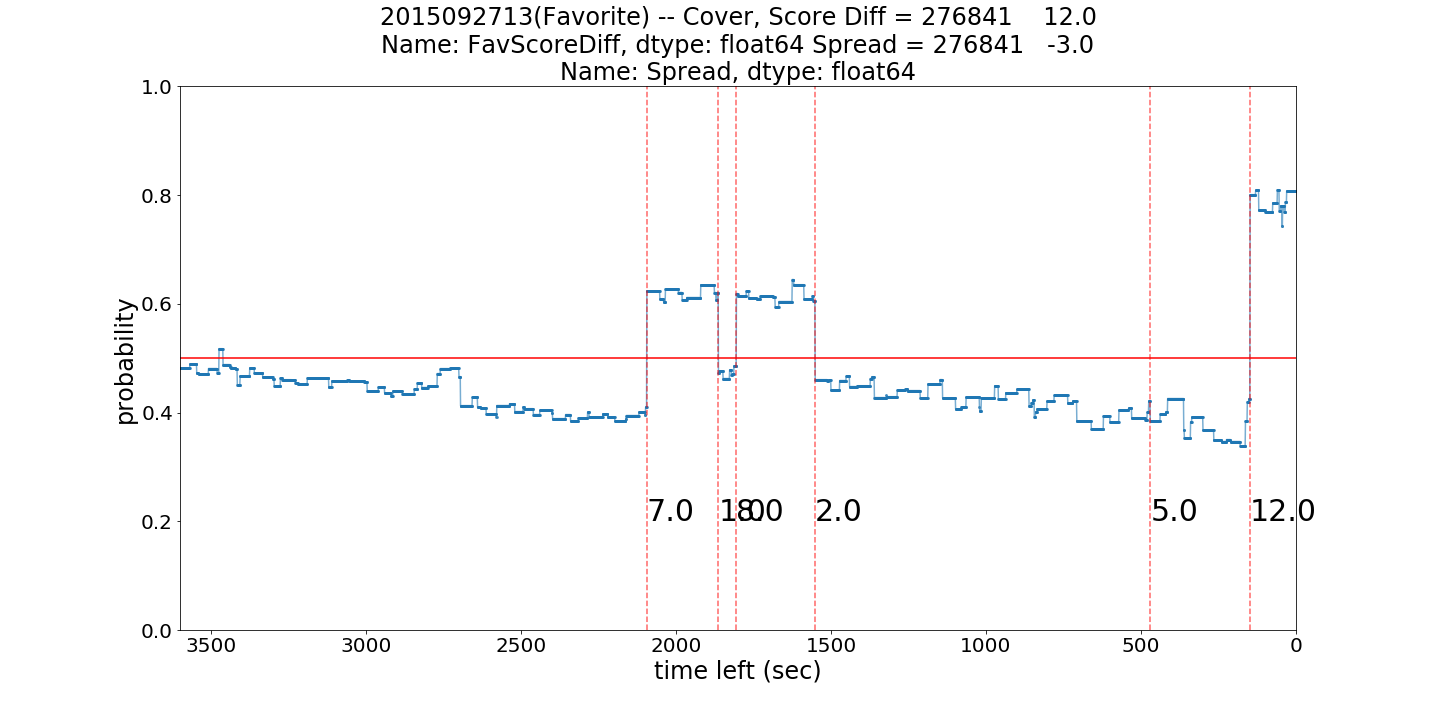 2015092713(Favorite) -- Cover, Score Diff = 276841    12.0
Name: FavScoreDiff, dtype: float64 Spread = 276841   -3.0
Name: Spread, dtype: float64
1.0
0.8
0.6
0.4
0.2
0.0
probability
7.0
1.0
8.0
2.0
5.0
12.0
3500 3000 2500 2000 1500 1000 500 0
time left (sec)